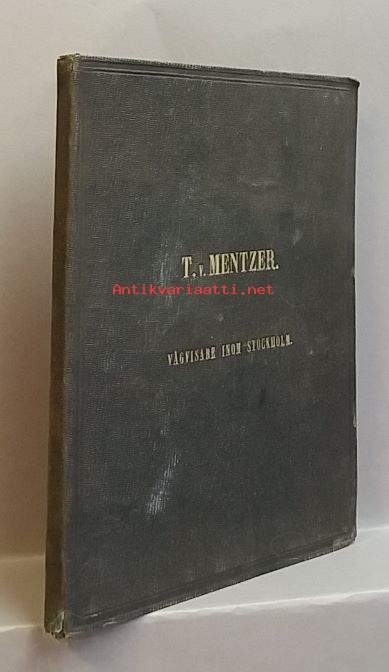 T. v. MENTZER.
Antikvariaatti.net
VÄGVISARE INOM STOCKHOLM.